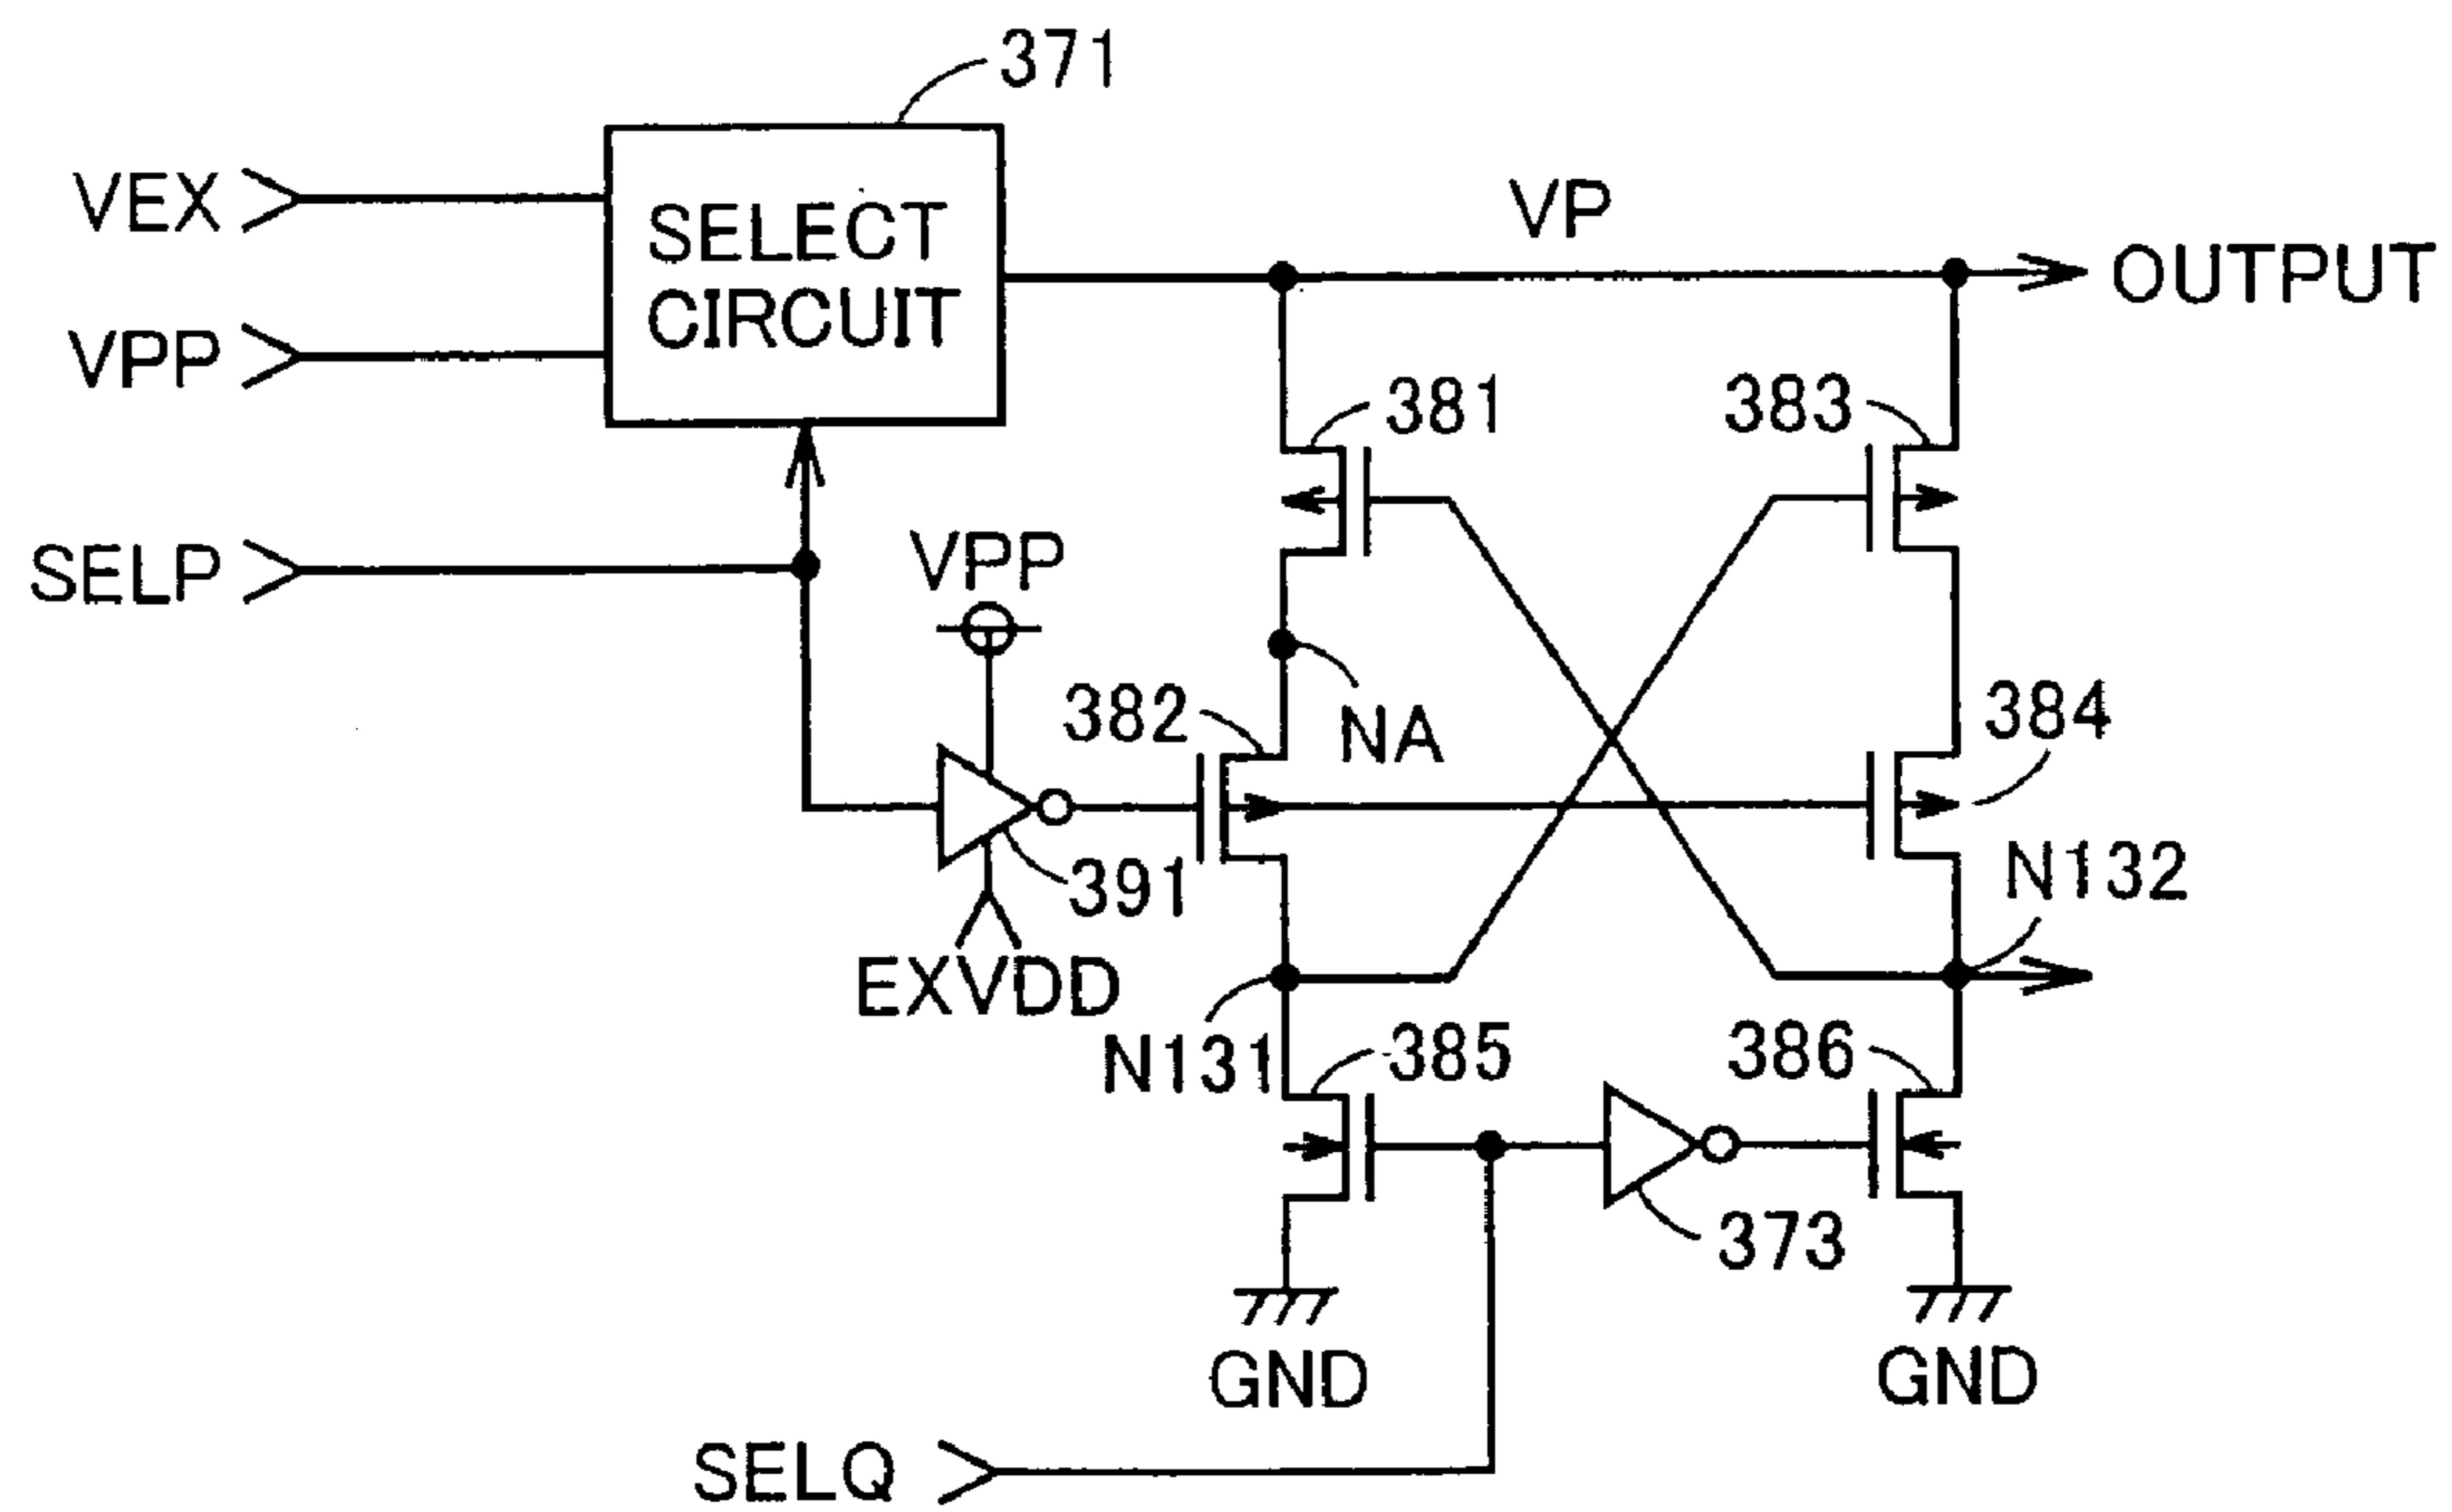 371
VEX
SELECT
CIRCUIT
VP
OUTPUT
VPP
381
383
SELP
VPP
382
NA
384
391
N132
EXVDD
N131
385
386
373
GND
GND
SELQ